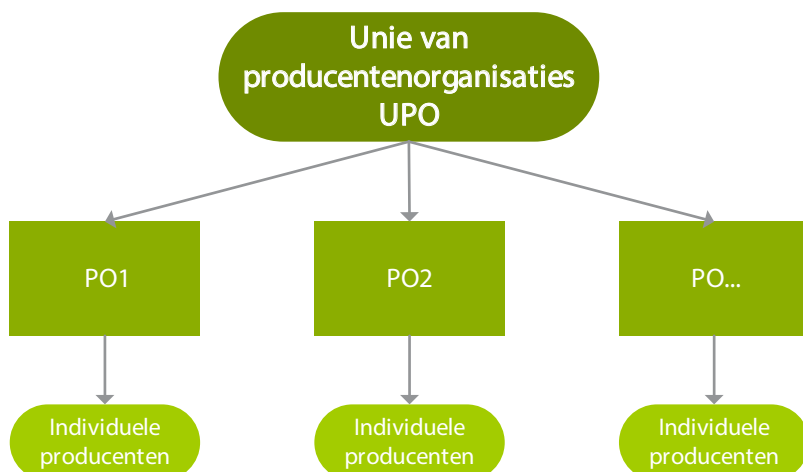 Unie van
producentenorganisaties
UPO
PO1
PO2
PO...
Individuele
producenten
Individuele
producenten
Individuele
producenten